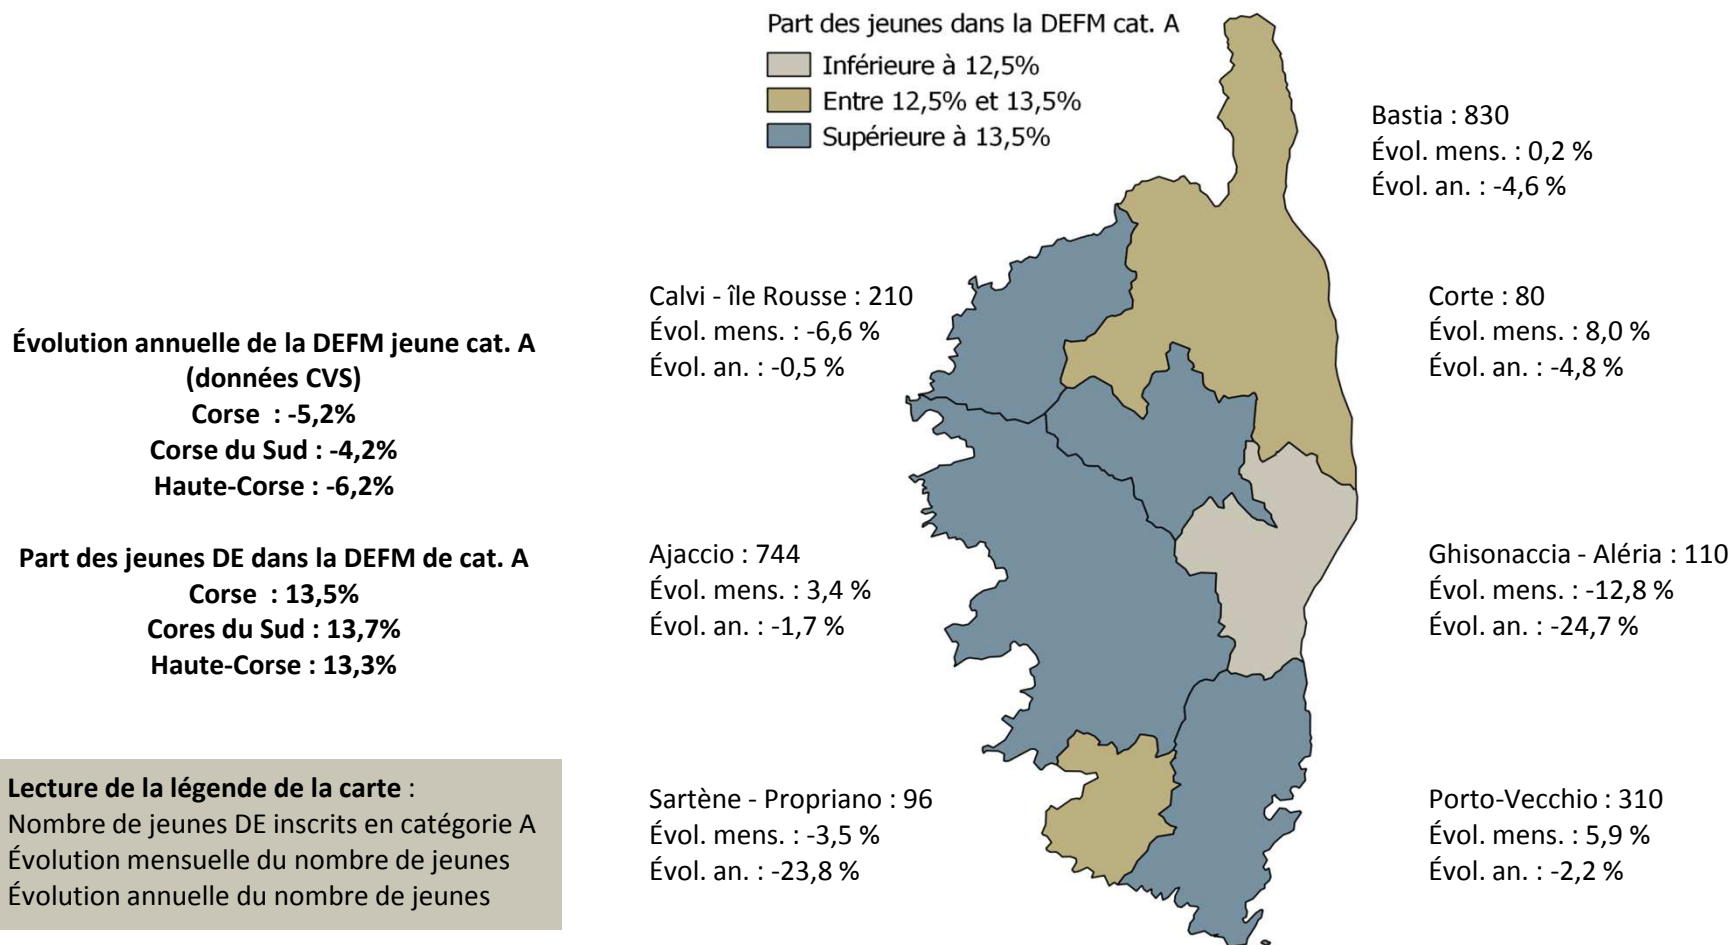 Part des jeunes dans la DEFM cat. A
Inférieure à 12,5%
Entre 12,5% et 13,5%
Supérieure à 13,5%
Bastia : 830
Évol. mens. : 0,2 %
Évol. an. : -4,6 %
Calvi - île Rousse : 210
Évol. mens. : -6,6 %
Évol. an. : -0,5 %
Corte : 80
Évol. mens. : 8,0 %
Évol. an. : -4,8 %
Évolution annuelle de la DEFM jeune cat. A
(données CVS)
Corse : -5,2%
Corse du Sud : -4,2%
Haute-Corse : -6,2%
Part des jeunes DE dans la DEFM de cat. A
Corse : 13,5%
Cores du Sud : 13,7%
Haute-Corse : 13,3%
Ajaccio : 744
Évol. mens. : 3,4 %
Évol. an. : -1,7 %
Ghisonaccia - Aléria : 110
Évol. mens. : -12,8 %
Évol. an. : -24,7 %
Lecture de la légende de la carte :
Nombre de jeunes DE inscrits en catégorie A
Évolution mensuelle du nombre de jeunes
Évolution annuelle du nombre de jeunes
Sartène - Propriano : 96
Évol. mens. : -3,5 %
Évol. an. : -23,8 %
Porto-Vecchio : 310
Évol. mens. : 5,9 %
Évol. an. : -2,2 %